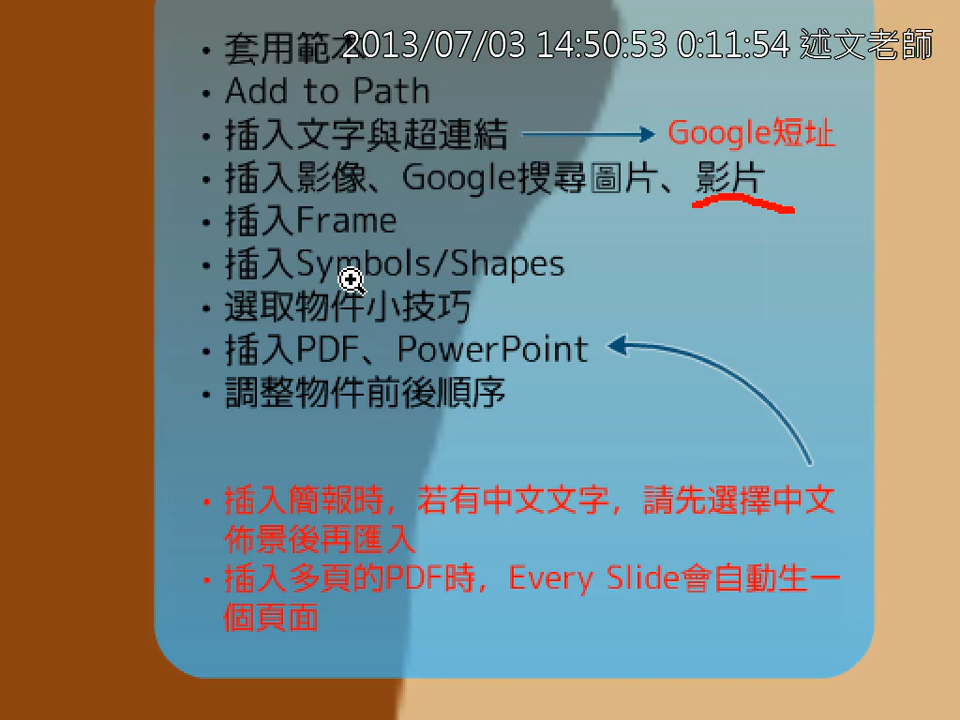 2013/07/03 14:50:53 0:11:54 述文老師
• 套用範本
• Add to Path
• 插入文字與超連結 Google短址
• 插入影像、Google搜尋圖片、影片
• 插入Frame
• 插入Symbols/Shapes
• 選取物件小技巧
• 插入PDF、PowerPoint
• 調整物件前後順序
• 插入簡報時，若有中文文字，請先選擇中文
佈景後再匯入
• 插入多頁的PDF時，Every Slide會自動生一
個頁面